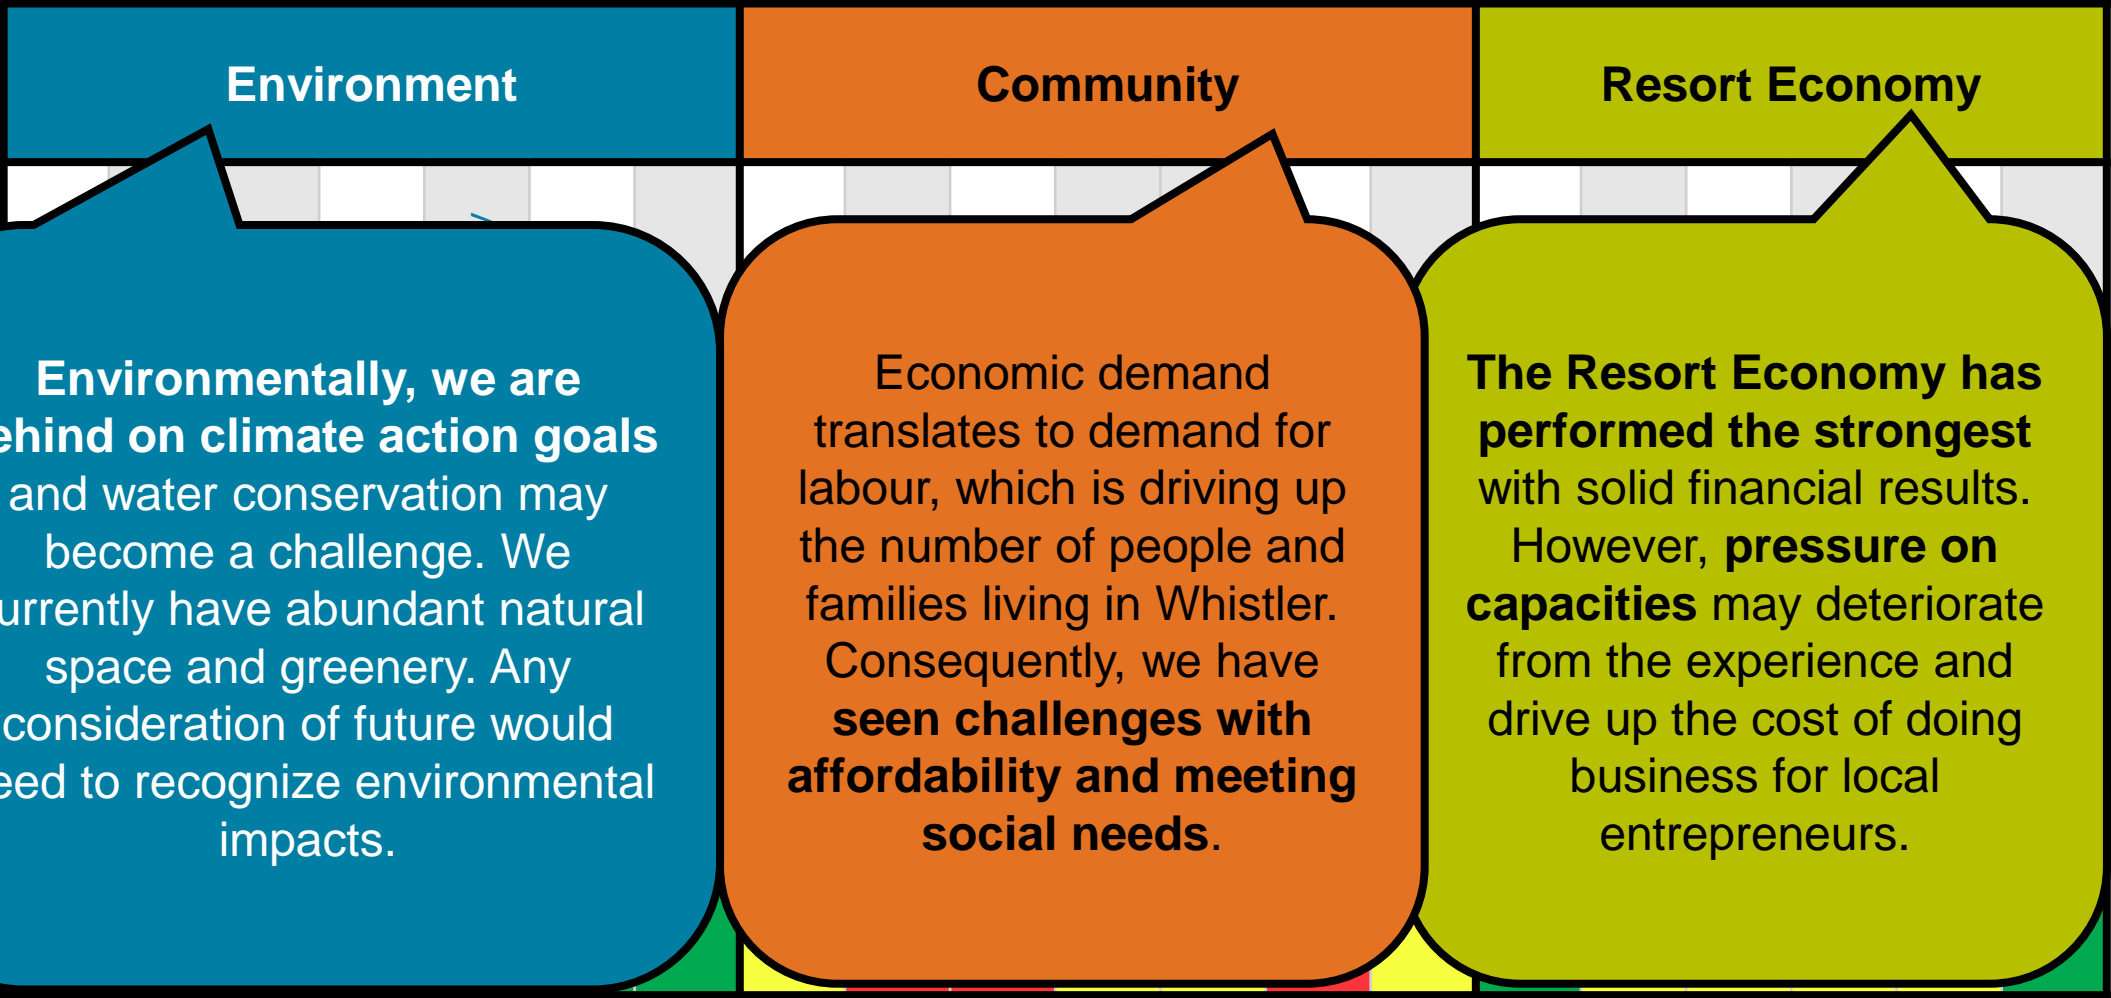 Environment
Community
Resort Economy
Environmentally, we are
ehind on climate action goals
and water conservation may
become a challenge. We
urrently have abundant natural
space and greenery. Any
consideration of future would
eed to recognize environmental
impacts.
Economic demand
translates to demand for
labour, which is driving up
the number of people and
families living in Whistler.
Consequently, we have
seen challenges with
affordability and meeting
social needs.
The Resort Economy has
performed the strongest
with solid financial results.
However, pressure on
capacities may deteriorate
from the experience and
drive up the cost of doing
business for local
entrepreneurs.